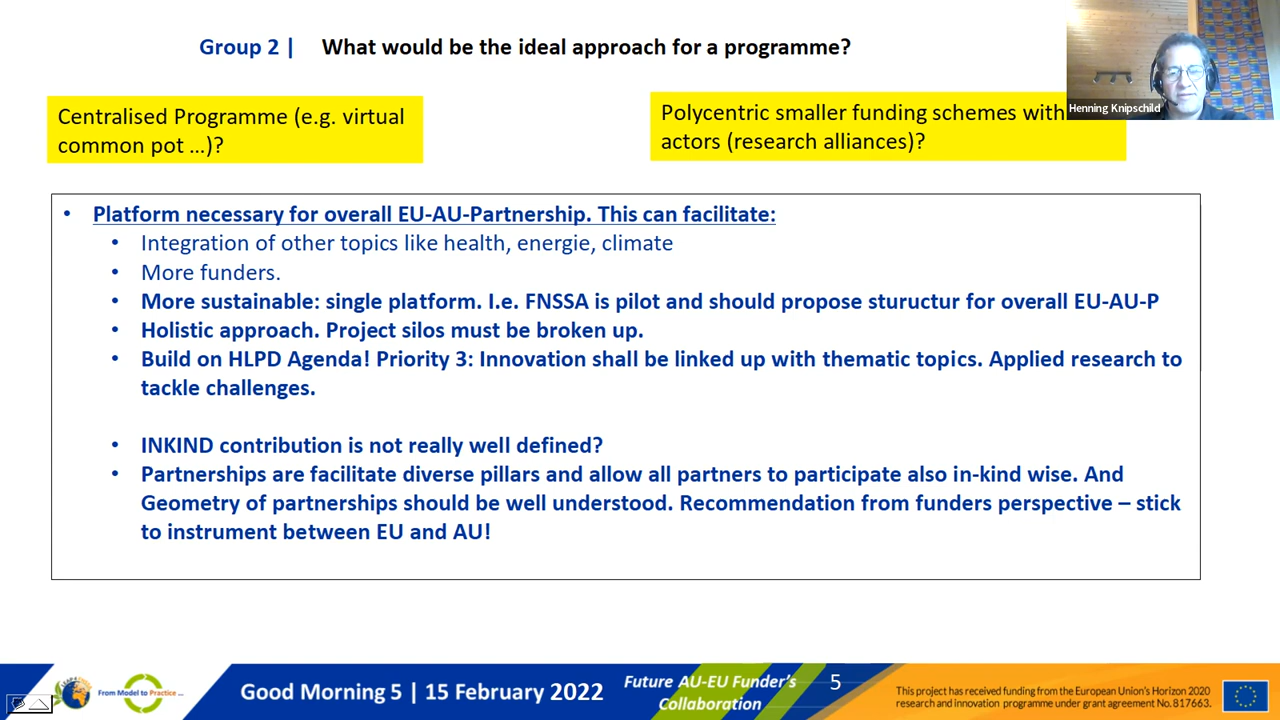 Group 2 | What would be the ideal approach for a programme?
Henning Knipschild
Centralised Programme (e.g. virtual
common pot ...)?
Polycentric smaller funding schemes with
actors (research alliances)?
• Platform necessary for overall EU-AU-Partnership. This can facilitate:
• Integration of other topics like health, energie, climate
• More funders.
• More sustainable: single platform. I.e. FNSSA is pilot and should propose stuructur for overall EU-AU-P
• Holistic approach. Project silos must be broken up.
• Build on HLPD Agenda! Priority 3: Innovation shall be linked up with thematic topics. Applied research to
tackle challenges.
• INKIND contribution is not really well defined?
• Partnerships are facilitate diverse pillars and allow all partners to participate also in-kind wise. And
Geometry of partnerships should be well understood. Recommendation from funders perspective – stick
to instrument between EU and AU!
From Model to Practice ...
Good Morning 5 | 15 February 2022
Future AU-EU Funder's
Collaboration
5
This project has received funding from the European Union's Horizon 2020
research and innovation programme under grant agreement No. 817663.